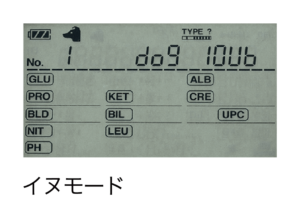 TYPE ?
No. 1 dog 10Ub
GLU ALB
PRO KET CRE
BLD BIL UPC
NIT LEU
PH
イヌモード